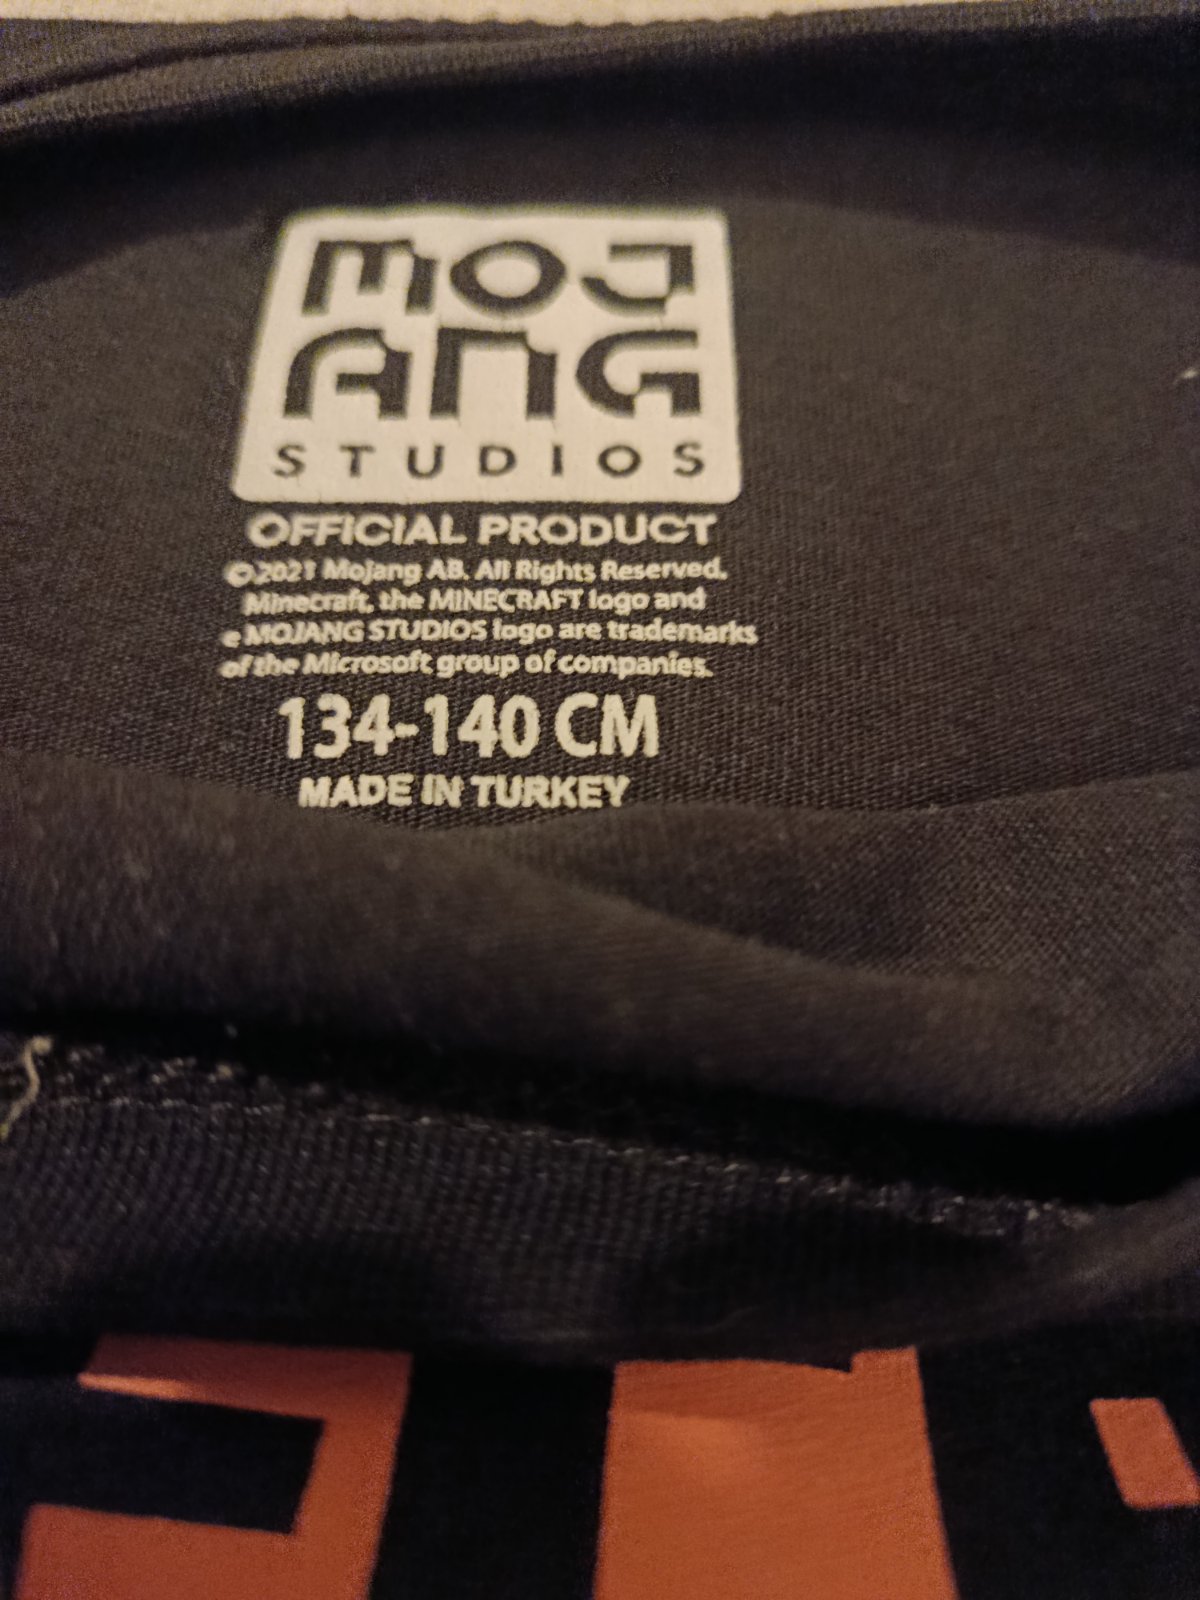 MOJ
ANG
STUDIOS
OFFICIAL PRODUCT
©2021 Mojang AB. All Rights Reserved.
Minecraft, the MINECRAFT logo and
e MOJANG STUDIOS logo are trademarks
of the Microsoft group of companies.
134-140 CM
MADE IN TURKEY